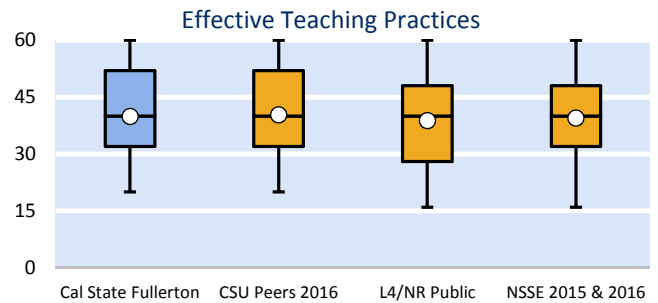 Effective Teaching Practices
60
45
30
15
0
Cal State Fullerton CSU Peers 2016 L4/NR Public NSSE 2015 & 2016